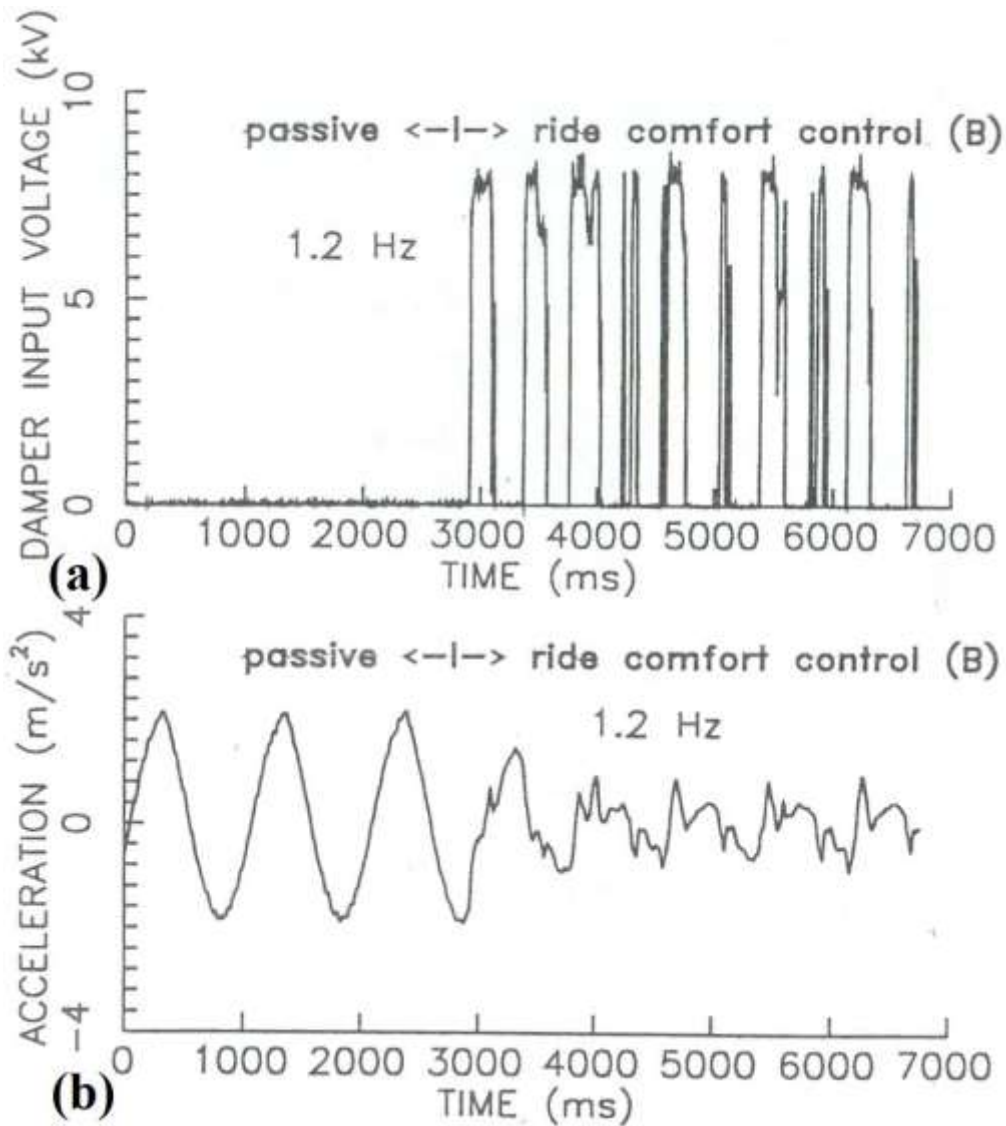 DAMPER INPUT VOLTAGE (kV)
10
5
0
passive <-|-> ride comfort control (B)
1.2 Hz
0 1000 2000 3000 4000 5000 6000 7000
TIME (ms)
(a)
ACCELERATION (m/s²)
4
0
-4
passive <-|-> ride comfort control (B)
1.2 Hz
0 1000 2000 3000 4000 5000 6000 7000
TIME (ms)
(b)